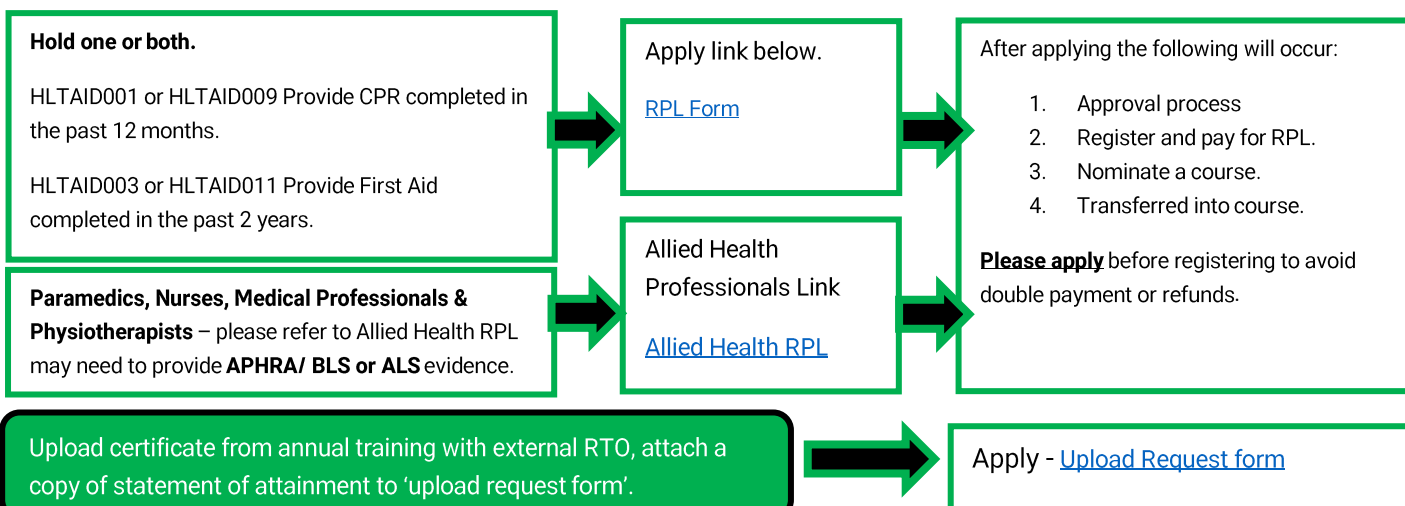 Hold one or both.
HLTAID001 or HLTAID009 Provide CPR completed in
the past 12 months.
HLTAID003 or HLTAID011 Provide First Aid
completed in the past 2 years.
Apply link below.
RPL Form
After applying the following will occur:
1. Approval process
2. Register and pay for RPL.
3. Nominate a course.
4. Transferred into course.
Please apply before registering to avoid
double payment or refunds.
Paramedics, Nurses, Medical Professionals &
Physiotherapists – please refer to Allied Health RPL
may need to provide APHRA/ BLS or ALS evidence.
Allied Health
Professionals Link
Allied Health RPL
Upload certificate from annual training with external RTO, attach a
copy of statement of attainment to ‘upload request form’.
Apply - Upload Request form